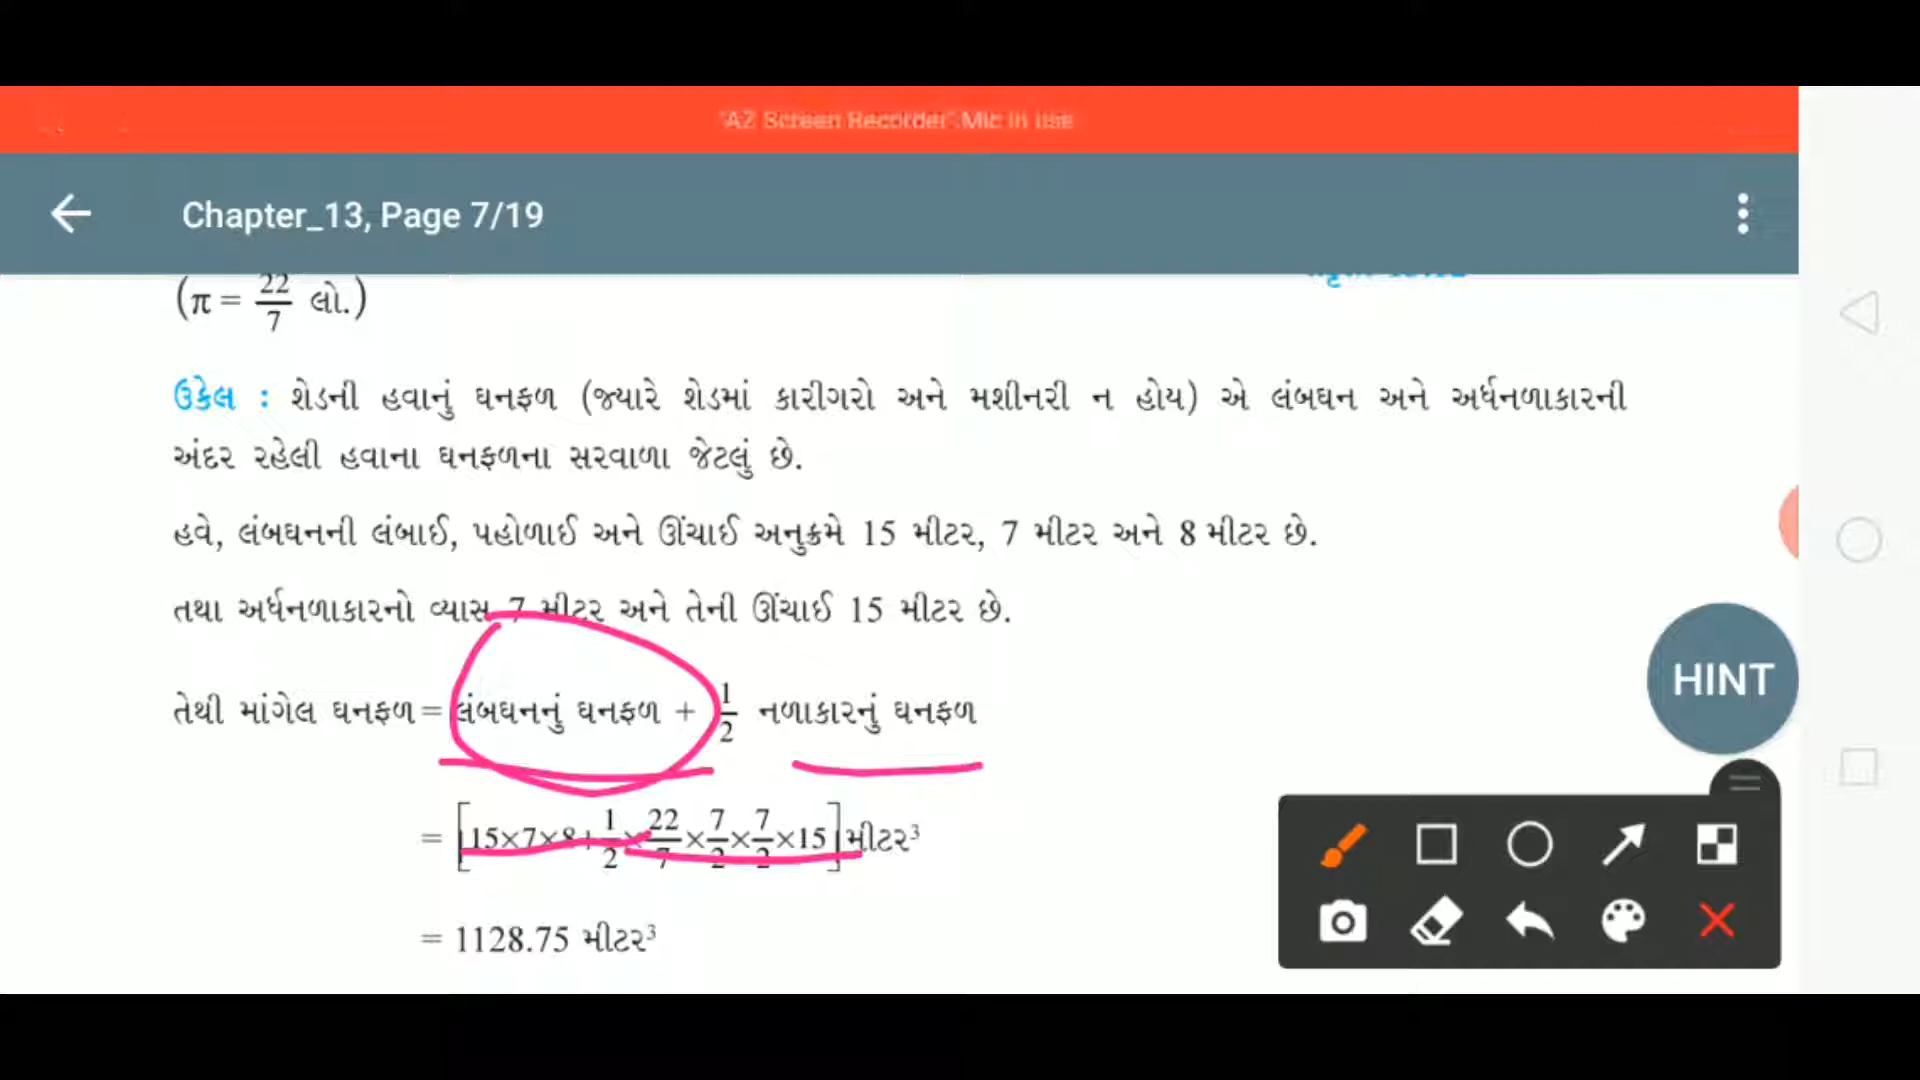 "AZ Screen Recorder".Mic in use
Chapter_13, Page 7/19
(π = 22/7 લો.)
ઉકેલ : શેડની હવાનું ઘનફળ (જ્યારે શેડમાં કારીગરો અને મશીનરી ન હોય) એ લંબઘન અને અર્ધનળાકારની
અંદર રહેલી હવાના ઘનફળના સરવાળા જેટલું છે.
હવે, લંબઘનની લંબાઈ, પહોળાઈ અને ઊંચાઈ અનુક્રમે 15 મીટર, 7 મીટર અને 8 મીટર છે.
તથા અર્ધનળાકારનો વ્યાસ 7 મીટર અને તેની ઊંચાઈ 15 મીટર છે.
તેથી માંગેલ ઘનફળ = લંબઘનનું ઘનફળ + 1/2 નળાકારનું ઘનફળ
= [15×7×8+1/2×22/7×7/2×7/2×15] મીટર³
= 1128.75 મીટર³
HINT